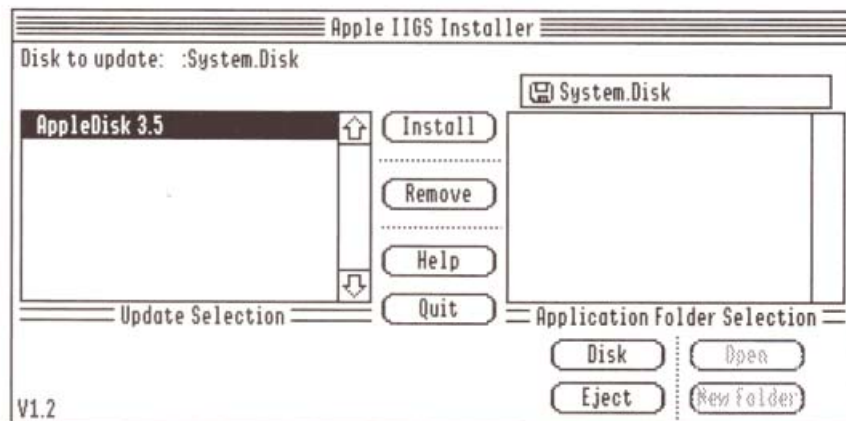 Apple IIGS Installer
Disk to update: :System.Disk
System.Disk
AppleDisk 3.5
Install
Remove
Help
Quit
Update Selection
Application Folder Selection
Disk
Open
Eject
New Folder
V1.2